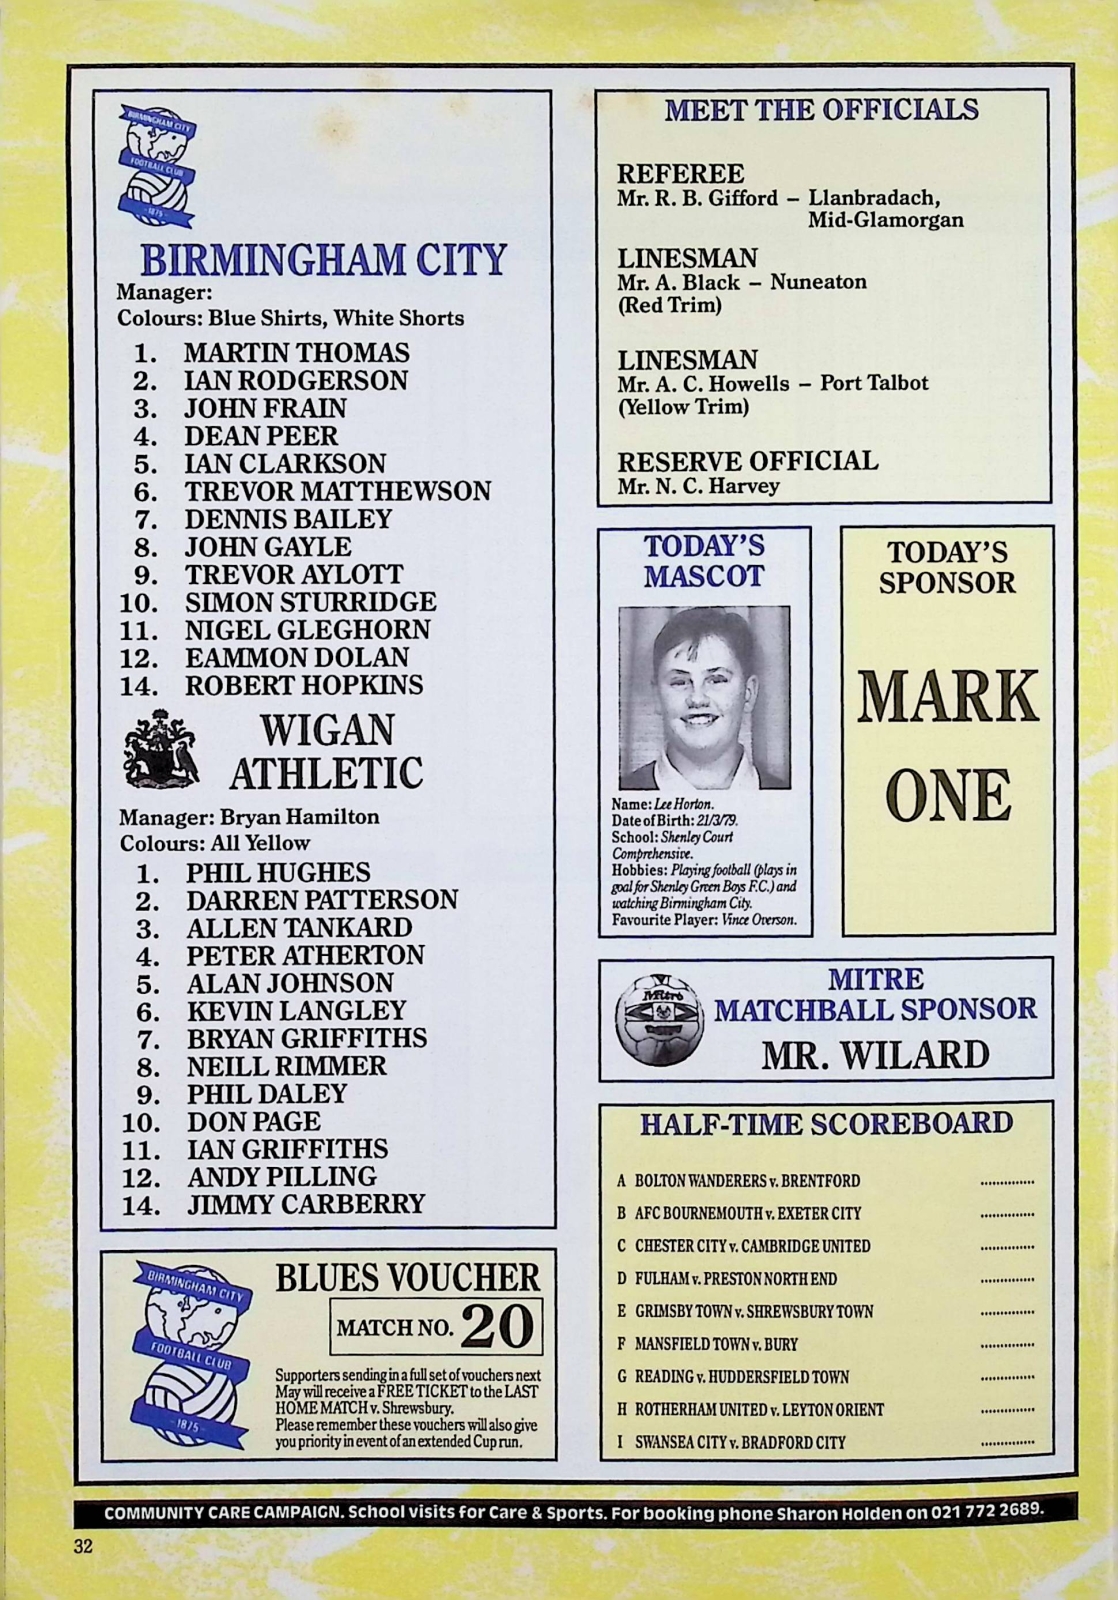 BIRMINGHAM CITY
FOOTBALL CLUB
- 1875 -
BIRMINGHAM CITY
Manager:
Colours: Blue Shirts, White Shorts
1. MARTIN THOMAS
2. IAN RODGERSON
3. JOHN FRAIN
4. DEAN PEER
5. IAN CLARKSON
6. TREVOR MATTHEWSON
7. DENNIS BAILEY
8. JOHN GAYLE
9. TREVOR AYLOTT
10. SIMON STURRIDGE
11. NIGEL GLEGHORN
12. EAMMON DOLAN
14. ROBERT HOPKINS
WIGAN
ATHLETIC
Manager: Bryan Hamilton
Colours: All Yellow
1. PHIL HUGHES
2. DARREN PATTERSON
3. ALLEN TANKARD
4. PETER ATHERTON
5. ALAN JOHNSON
6. KEVIN LANGLEY
7. BRYAN GRIFFITHS
8. NEILL RIMMER
9. PHIL DALEY
10. DON PAGE
11. IAN GRIFFITHS
12. ANDY PILLING
14. JIMMY CARBERRY
BIRMINGHAM CITY
FOOTBALL CLUB
- 1875 -
BLUES VOUCHER
MATCH NO. 20
Supporters sending in a full set of vouchers next
May will receive a FREE TICKET to the LAST
HOME MATCH v. Shrewsbury.
Please remember these vouchers will also give
you priority in event of an extended Cup run.
MEET THE OFFICIALS
REFEREE
Mr. R. B. Gifford – Llanbradach,
Mid-Glamorgan
LINESMAN
Mr. A. Black – Nuneaton
(Red Trim)
LINESMAN
Mr. A. C. Howells – Port Talbot
(Yellow Trim)
RESERVE OFFICIAL
Mr. N. C. Harvey
TODAY'S
MASCOT
Name: Lee Horton.
Date of Birth: 21/3/79.
School: Shenley Court
Comprehensive.
Hobbies: Playing football (plays in
goal for Shenley Green Boys F.C.) and
watching Birmingham City.
Favourite Player: Vince Overson.
TODAY'S
SPONSOR
MARK
ONE
Mitre
MITRE
MATCHBALL SPONSOR
MR. WILARD
HALF-TIME SCOREBOARD
A BOLTON WANDERERS v. BRENTFORD ..............
B AFC BOURNEMOUTH v. EXETER CITY ..............
C CHESTER CITY v. CAMBRIDGE UNITED ..............
D FULHAM v. PRESTON NORTH END ..............
E GRIMSBY TOWN v. SHREWSBURY TOWN ..............
F MANSFIELD TOWN v. BURY ..............
G READING v. HUDDERSFIELD TOWN ..............
H ROTHERHAM UNITED v. LEYTON ORIENT ..............
I SWANSEA CITY v. BRADFORD CITY ..............
COMMUNITY CARE CAMPAIGN. School visits for Care & Sports. For booking phone Sharon Holden on 021 772 2689.
32